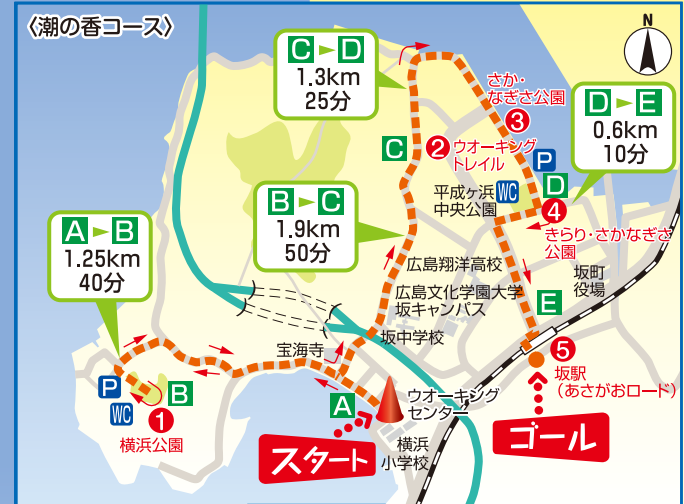 〈潮の香コース〉
N
C▶D
1.3km
25分
さか・
なぎさ公園
③
D▶E
0.6km
10分
C
②ウオーキング
トレイル
P
平成ヶ浜
中央公園
WC
D
④
きらり・さかなぎさ
公園
B▶C
1.9km
50分
A▶B
1.25km
40分
広島翔洋高校
坂町
役場
広島文化学園大学
坂キャンパス
E
坂中学校
宝海寺
⑤
坂駅
(あさがおロード)
P
WC
B
①
横浜公園
A
ウオーキング
センター
スタート
横浜
小学校
ゴール